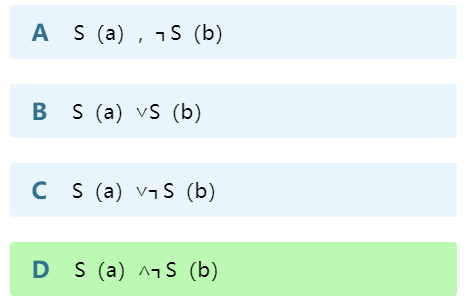 A S (a) , ¬S (b)
B S (a) ∨S (b)
C S (a) ∨¬S (b)
D S (a) ∧¬S (b)